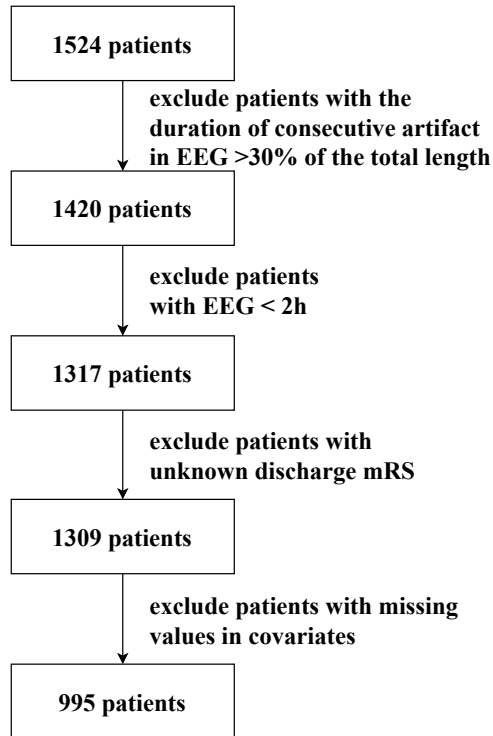 1524 patients
exclude patients with the
duration of consecutive artifact
in EEG >30% of the total length
1420 patients
exclude patients
with EEG < 2h
1317 patients
exclude patients with
unknown discharge mRS
1309 patients
exclude patients with missing
values in covariates
995 patients